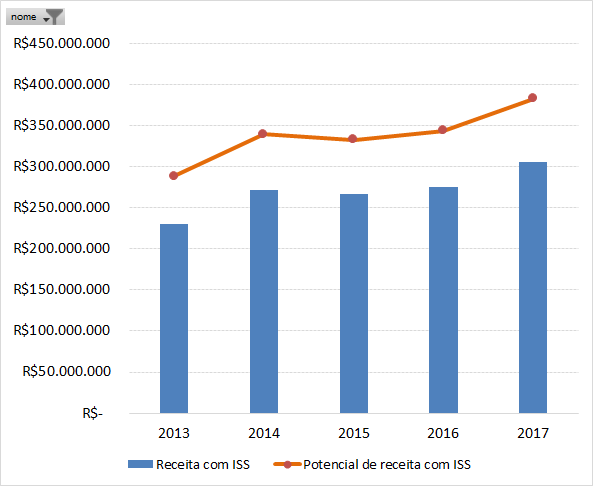 nome
R$450.000.000
R$400.000.000
R$350.000.000
R$300.000.000
R$250.000.000
R$200.000.000
R$150.000.000
R$100.000.000
R$50.000.000
R$-
2013 2014 2015 2016 2017
Receita com ISS Potencial de receita com ISS